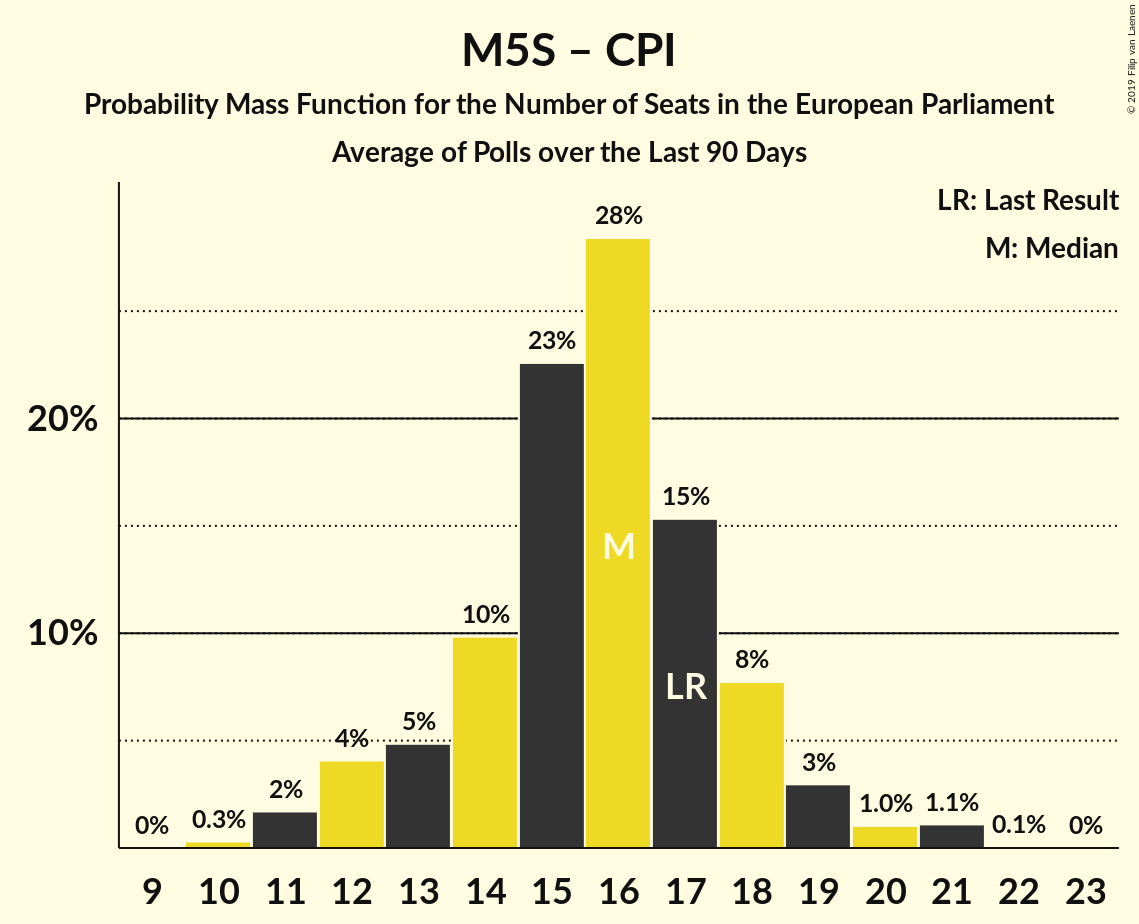 M5S – CPI
Probability Mass Function for the Number of Seats in the European Parliament
Average of Polls over the Last 90 Days
© 2019 Filip van Laenen
LR: Last Result
M: Median
20%
10%
0%
0.3%
2%
4%
5%
10%
23%
28%
15%
8%
3%
1.0%
1.1%
0.1%
0%
M
LR
9 10 11 12 13 14 15 16 17 18 19 20 21 22 23